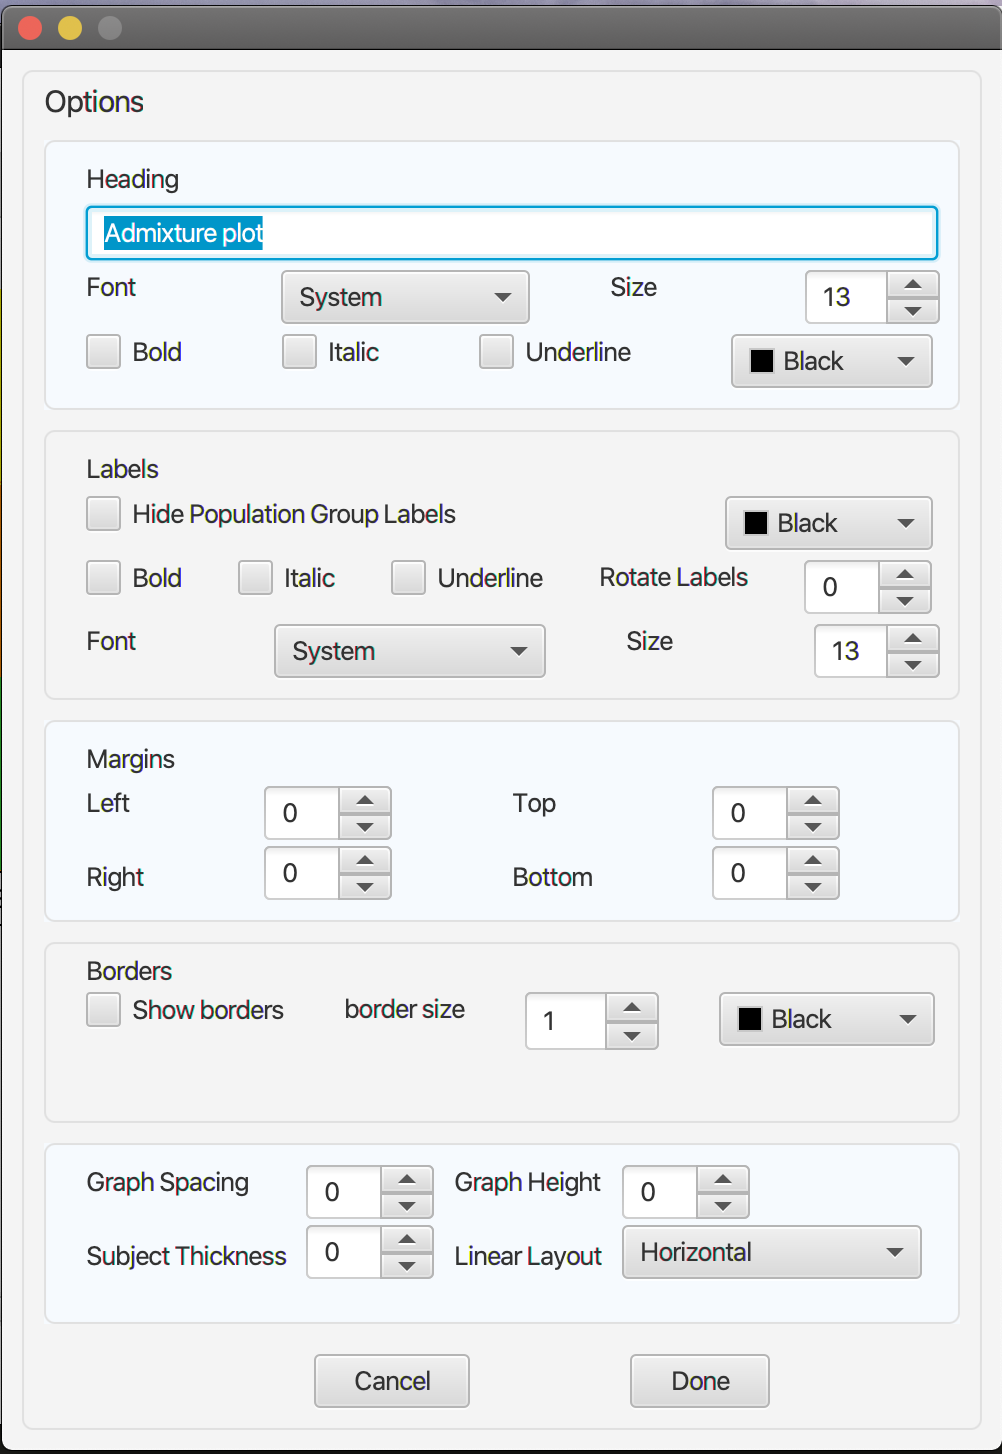 Options
Heading
Admixture plot
Font System Size 13
Bold Italic Underline Black
Labels
Hide Population Group Labels Black
Bold Italic Underline Rotate Labels 0
Font System Size 13
Margins
Left 0 Top 0
Right 0 Bottom 0
Borders
Show borders border size 1 Black
Graph Spacing 0 Graph Height 0
Subject Thickness 0 Linear Layout Horizontal
Cancel Done